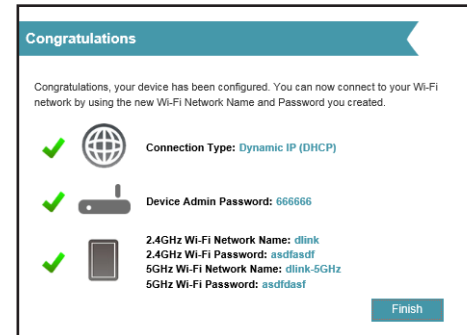 Congratulations
Congratulations, your device has been configured. You can now connect to your Wi-Fi
network by using the new Wi-Fi Network Name and Password you created.
Connection Type: Dynamic IP (DHCP)
Device Admin Password: 666666
2.4GHz Wi-Fi Network Name: dlink
2.4GHz Wi-Fi Password: asdfasdf
5GHz Wi-Fi Network Name: dlink-5GHz
5GHz Wi-Fi Password: asdfdasf
Finish